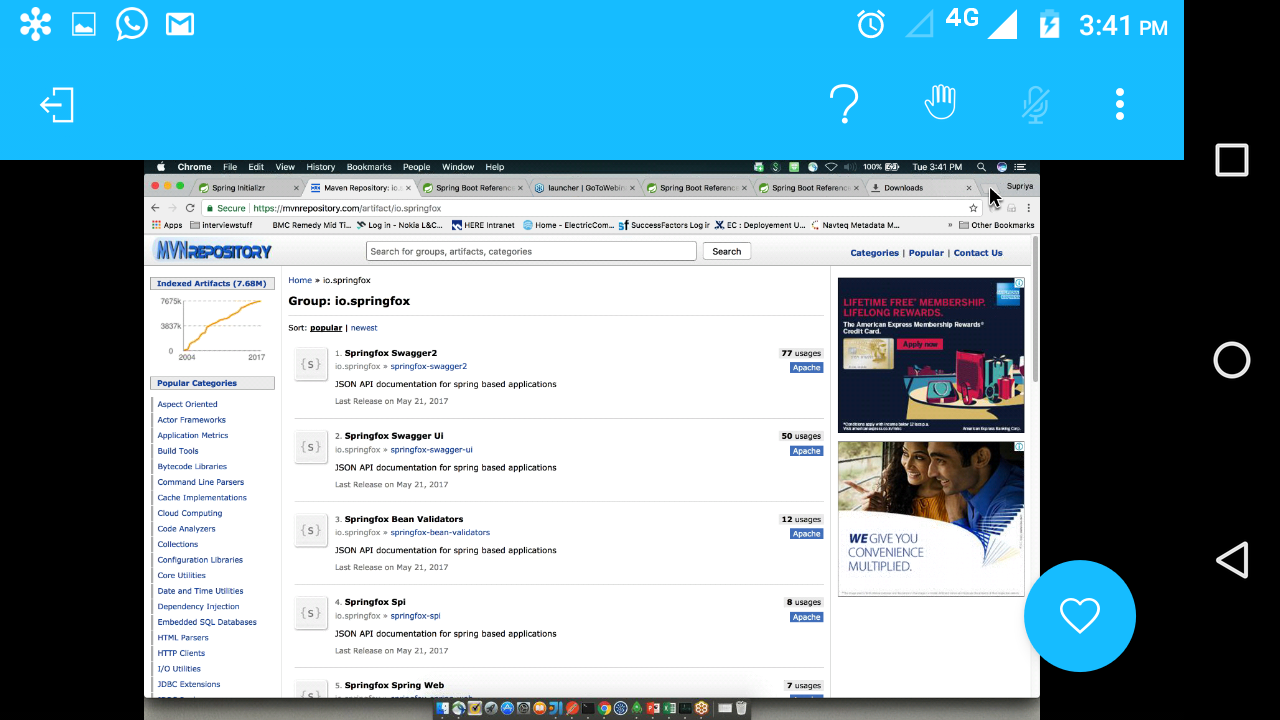 4G 3:41 PM
?
Chrome File Edit View History Bookmarks People Window Help 100% Tue 3:41 PM
Spring Initializr Maven Repository: io. Spring Boot Reference launcher | GoToWebin Spring Boot Reference Spring Boot Reference Downloads Supriya
Secure https://mvnrepository.com/artifact/io.springfox
Apps interviewstuff BMC Remedy Mid Ti... Log in - Nokia L&C... HERE Intranet Home - ElectricCom... SuccessFactors Log ir EC : Deployment U... Navteq Metadata M... » Other Bookmarks
MVNREPOSITORY
Search for groups, artifacts, categories
Search
Categories | Popular | Contact Us
Indexed Artifacts (7.68M)
7675k
3837k
0
2004 2017
Popular Categories
Aspect Oriented
Actor Frameworks
Application Metrics
Build Tools
Bytecode Libraries
Command Line Parsers
Cache Implementations
Cloud Computing
Code Analyzers
Collections
Configuration Libraries
Core Utilities
Date and Time Utilities
Dependency Injection
Embedded SQL Databases
HTML Parsers
HTTP Clients
I/O Utilities
JDBC Extensions
Home » io.springfox
Group: io.springfox
Sort: popular | newest
{s}
1. Springfox Swagger2
77 usages
io.springfox » springfox-swagger2
Apache
JSON API documentation for spring based applications
Last Release on May 21, 2017
{s}
2. Springfox Swagger Ui
50 usages
io.springfox » springfox-swagger-ui
Apache
JSON API documentation for spring based applications
Last Release on May 21, 2017
{s}
3. Springfox Bean Validators
12 usages
io.springfox » springfox-bean-validators
Apache
JSON API documentation for spring based applications
Last Release on May 21, 2017
{s}
4. Springfox Spi
8 usages
io.springfox » springfox-spi
Apache
JSON API documentation for spring based applications
Last Release on May 21, 2017
{s}
5. Springfox Spring Web
7 usages
LIFETIME FREE* MEMBERSHIP.
LIFELONG REWARDS.
The American Express Membership Rewards®
Credit Card.
Apply now
American Express Banking Corp.
WE GIVE YOU
CONVENIENCE
MULTIPLIED.